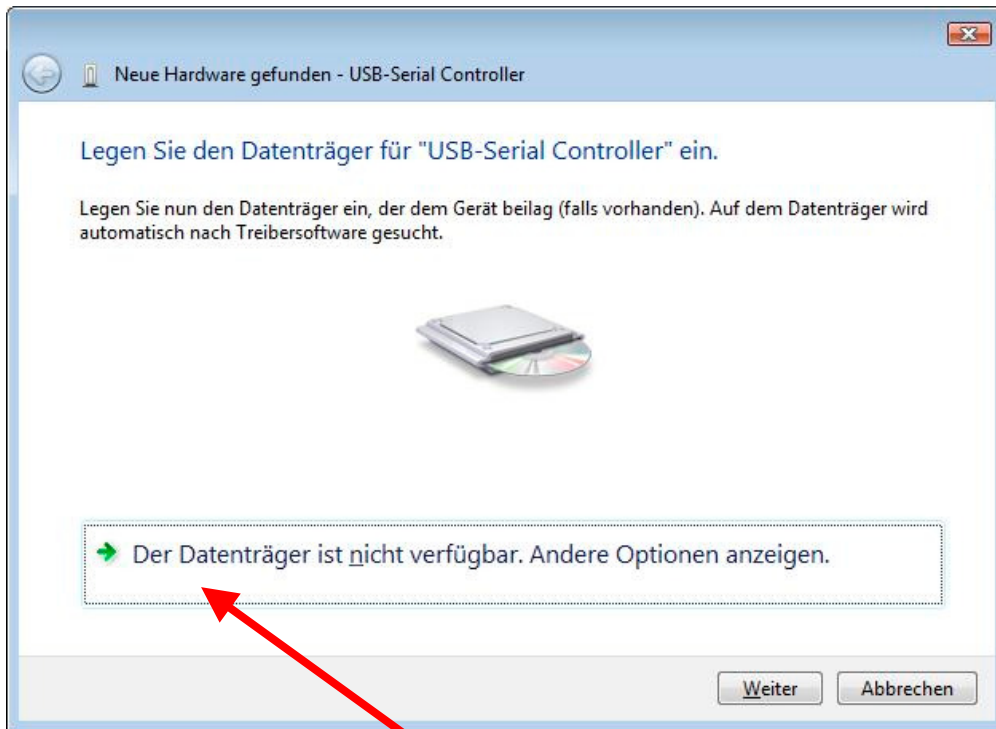 Neue Hardware gefunden - USB-Serial Controller
Legen Sie den Datenträger für "USB-Serial Controller" ein.
Legen Sie nun den Datenträger ein, der dem Gerät beilag (falls vorhanden). Auf dem Datenträger wird
automatisch nach Treibersoftware gesucht.
Der Datenträger ist nicht verfügbar. Andere Optionen anzeigen.
Weiter Abbrechen